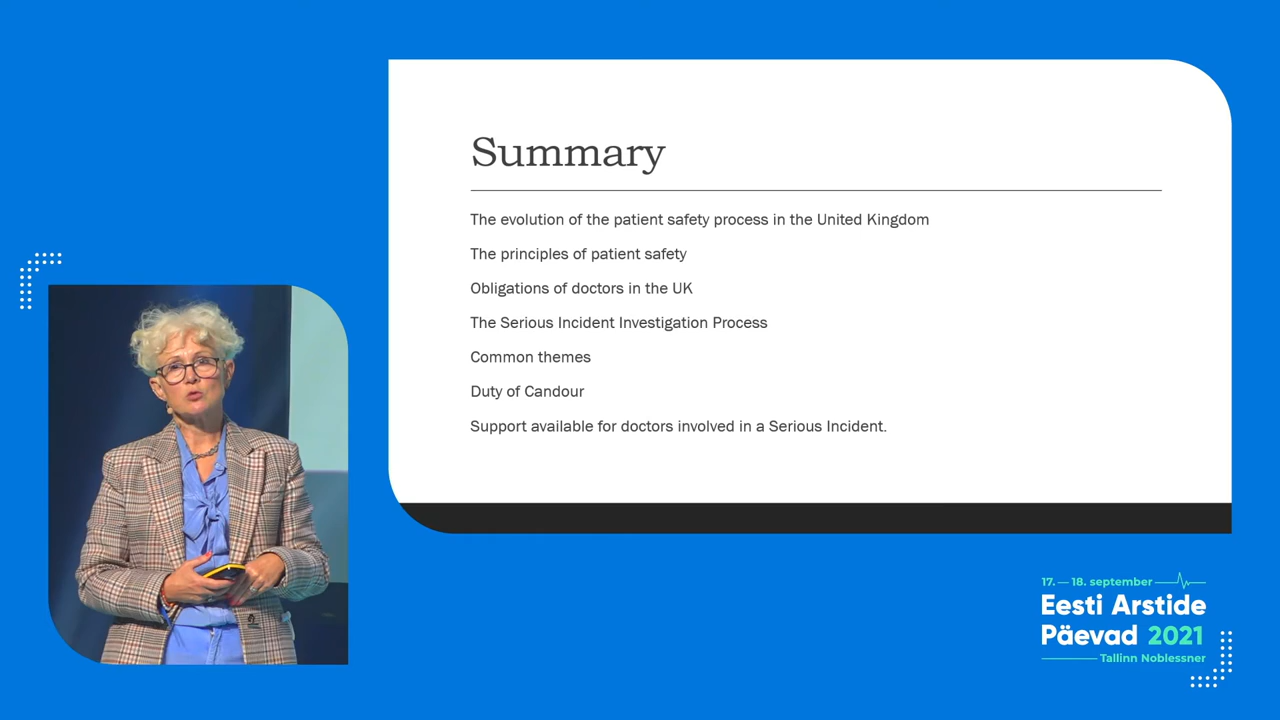 Summary
The evolution of the patient safety process in the United Kingdom
The principles of patient safety
Obligations of doctors in the UK
The Serious Incident Investigation Process
Common themes
Duty of Candour
Support available for doctors involved in a Serious Incident.
17. — 18. september
Eesti Arstide
Päevad 2021
Tallinn Noblessner